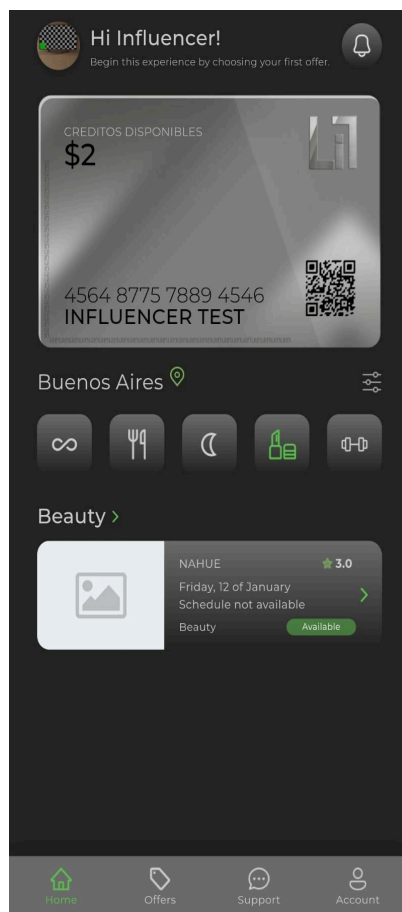 Hi Influencer!
Begin this experience by choosing your first offer.
CREDITOS DISPONIBLES
$2
4564 8775 7889 4546
INFLUENCER TEST
Buenos Aires
Beauty >
NAHUE
3.0
Friday, 12 of January
Schedule not available
Beauty
Available
Home
Offers
Support
Account